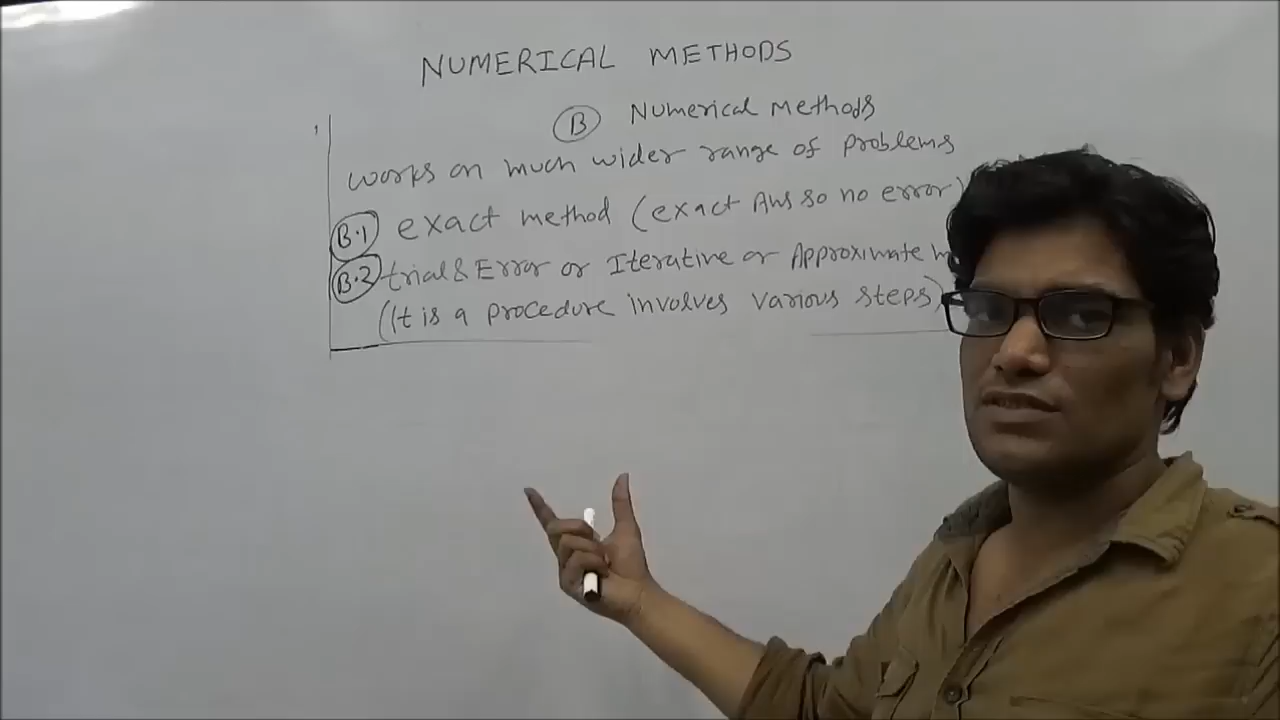 NUMERICAL METHODS
B Numerical Methods
works on much wider range of problems
B.1 exact method (exact Ans so no error)
B.2 trial & Error or Iterative or Approximate
(It is a procedure involves various steps)